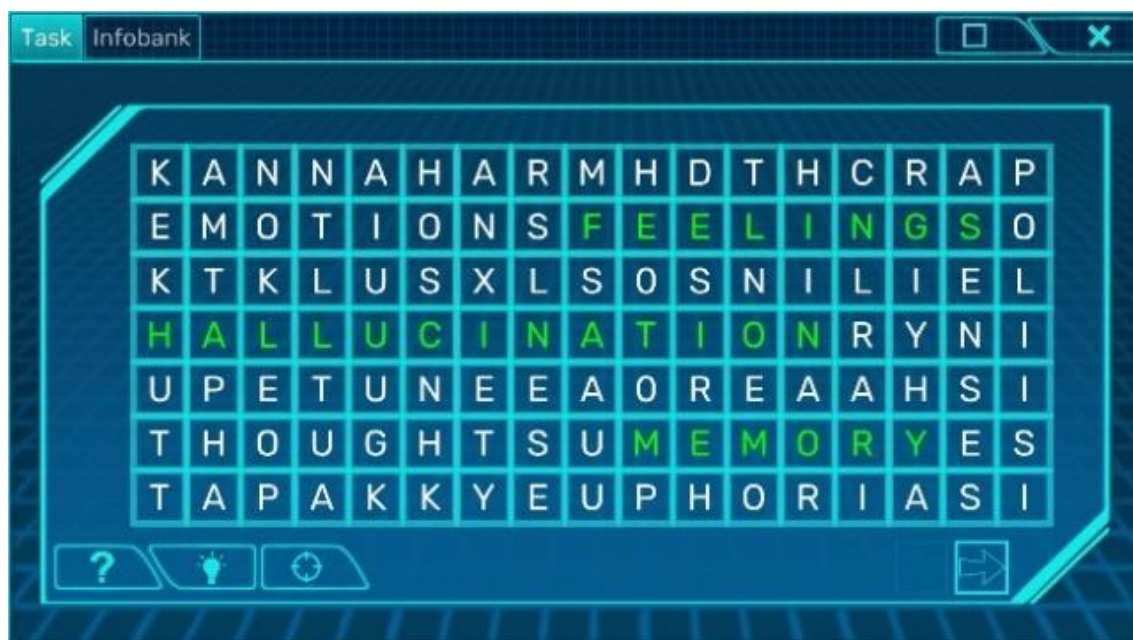 Task Infobank
K A N N A H A R M H D T H C R A P
E M O T I O N S F E E L I N G S O
K T K L U S X L S O S N I L I E L
H A L L U C I N A T I O N R Y N I
U P E T U N E E A O R E A A H S I
T H O U G H T S U M E M O R Y E S
T A P A K K Y E U P H O R I A S I
?